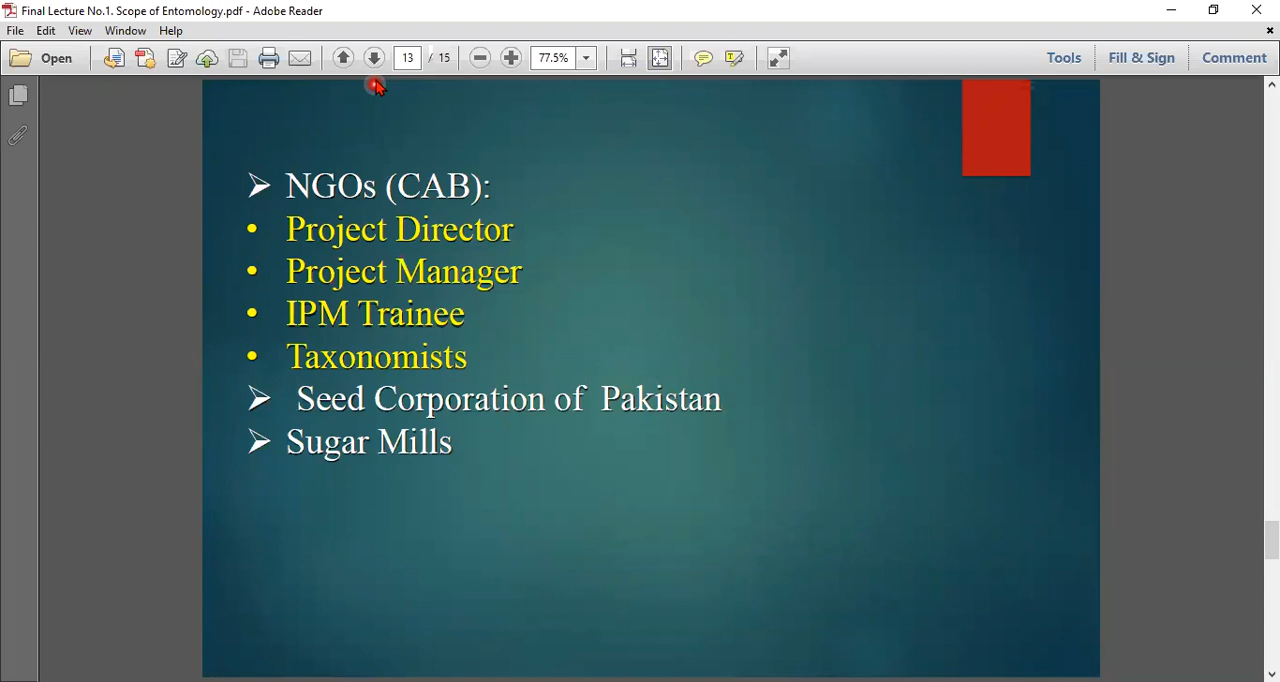 Final Lecture No.1. Scope of Entomology.pdf - Adobe Reader
File Edit View Window Help
Open 13 / 15 77.5% Tools Fill & Sign Comment
➢ NGOs (CAB):
• Project Director
• Project Manager
• IPM Trainee
• Taxonomists
➢ Seed Corporation of Pakistan
➢ Sugar Mills